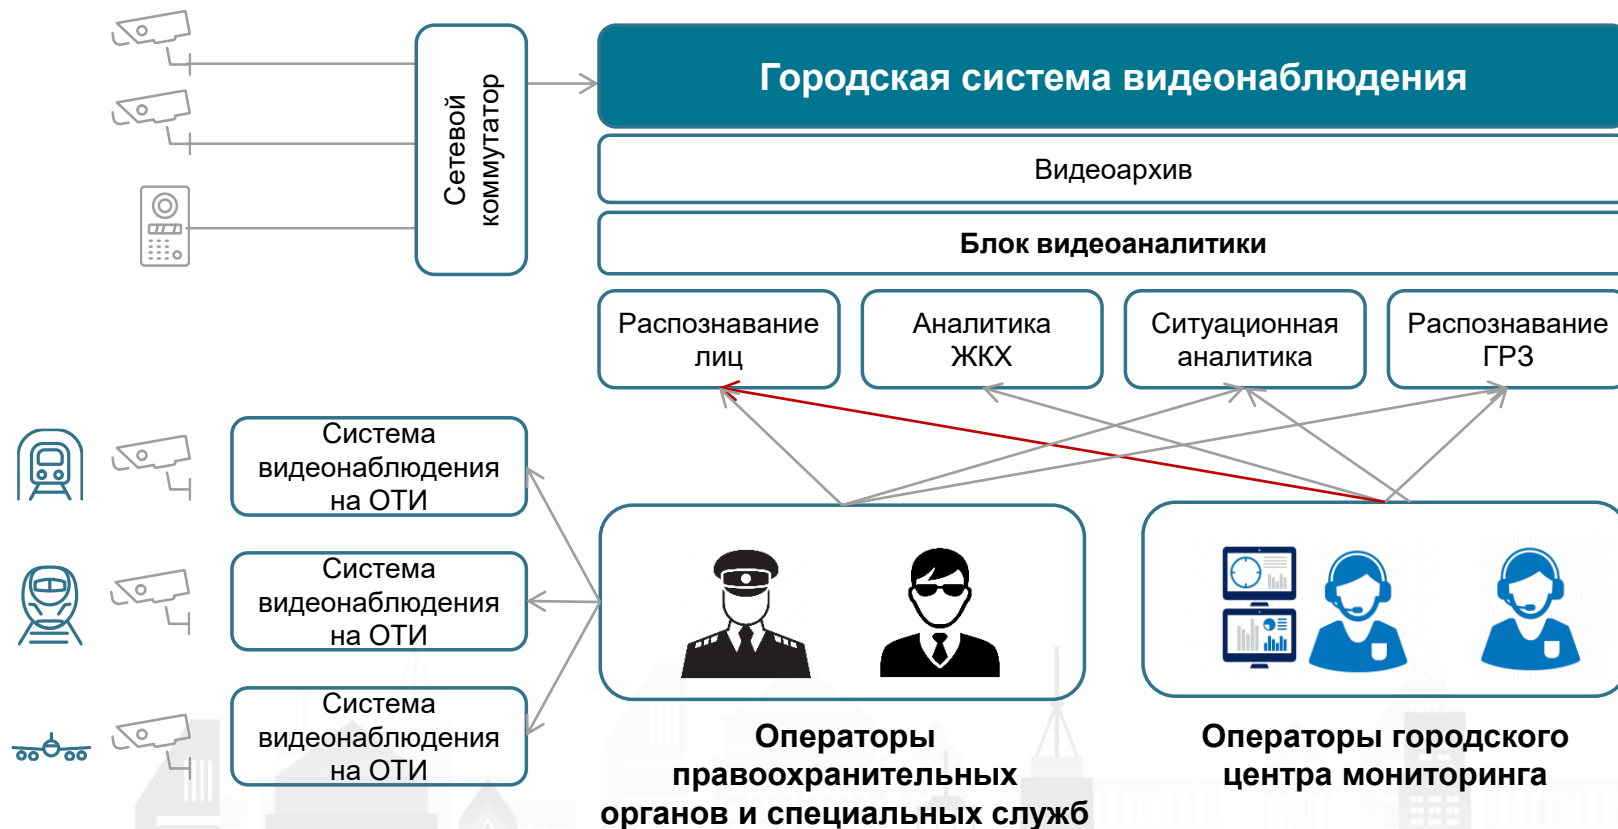 Сетевой
коммутатор
Городская система видеонаблюдения
Видеоархив
Блок видеоаналитики
Распознавание
лиц
Аналитика
ЖКХ
Ситуационная
аналитика
Распознавание
ГРЗ
Система
видеонаблюдения
на ОТИ
Система
видеонаблюдения
на ОТИ
Система
видеонаблюдения
на ОТИ
Операторы
правоохранительных
органов и специальных служб
Операторы городского
центра мониторинга